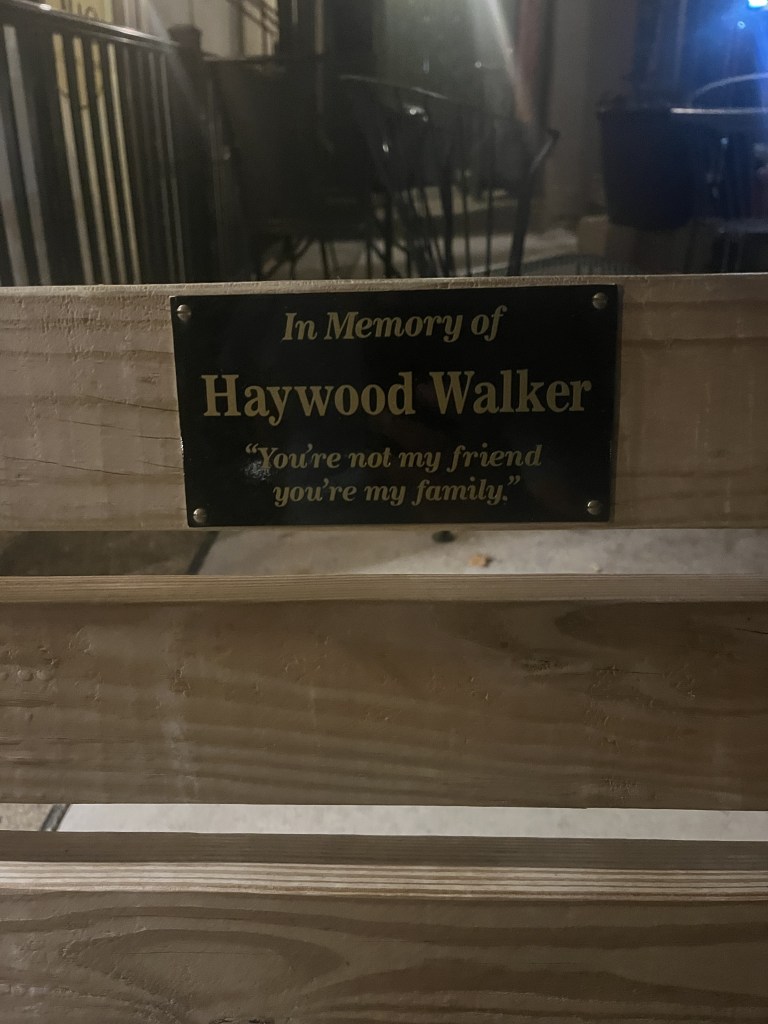 In Memory of
Haywood Walker
“You’re not my friend
you’re my family.”